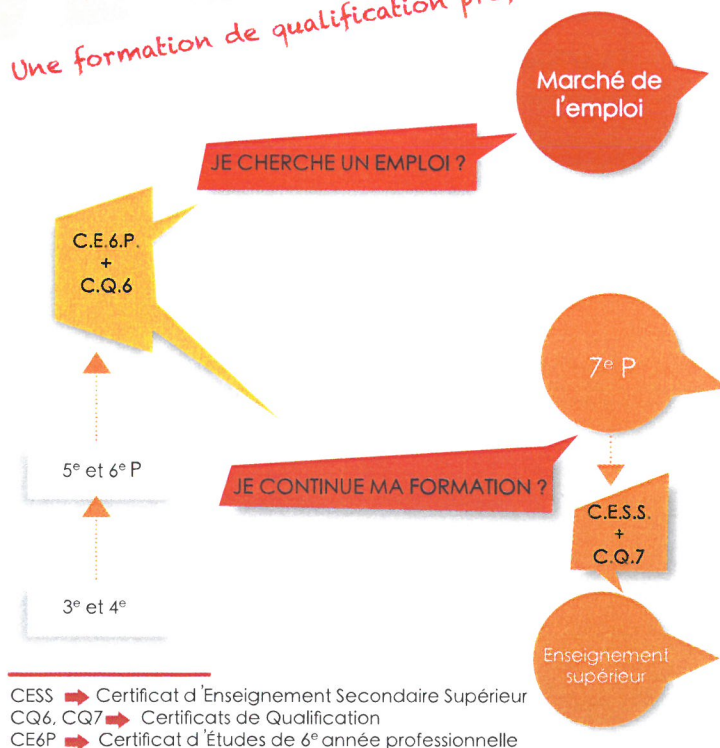 Une formation de qualification
Marché de
l'emploi
JE CHERCHE UN EMPLOI ?
C.E.6.P.
+
C.Q.6
7e P
5e et 6e P
JE CONTINUE MA FORMATION ?
C.E.S.S.
+
C.Q.7
3e et 4e
Enseignement
supérieur
CESS ➡ Certificat d'Enseignement Secondaire Supérieur
CQ6, CQ7 ➡ Certificats de Qualification
CE6P ➡ Certificat d'Études de 6e année professionnelle